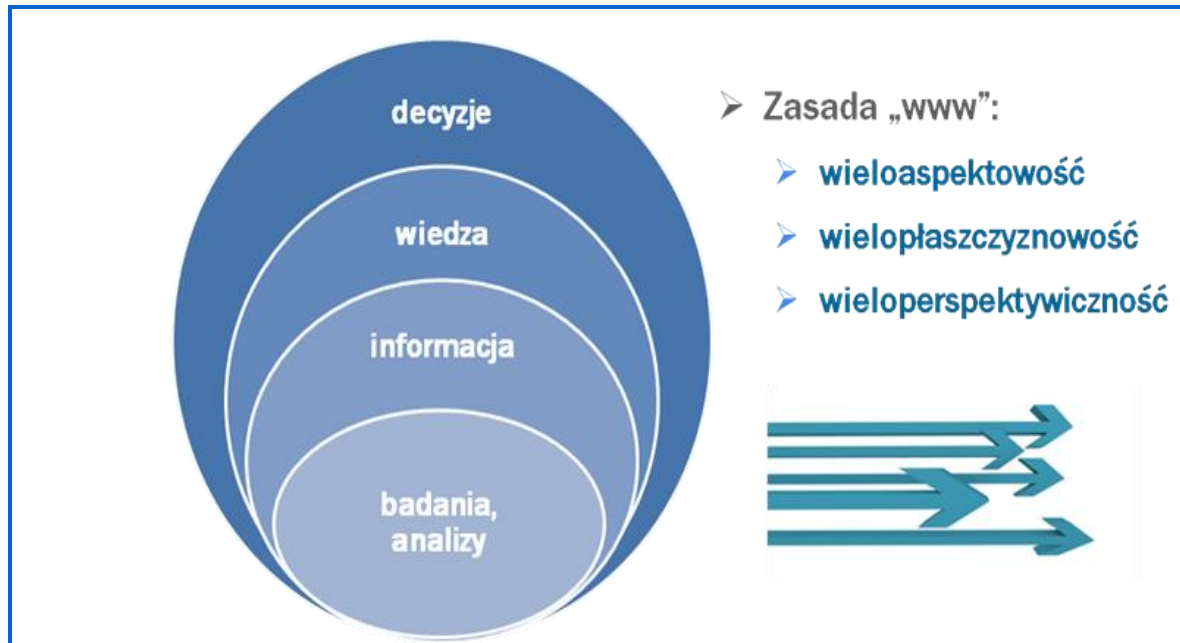 decyzje
wiedza
informacja
badania,
analizy
Zasada „www”:
wieloaspektowość
wielopłaszczyznowość
wieloperspektywiczność